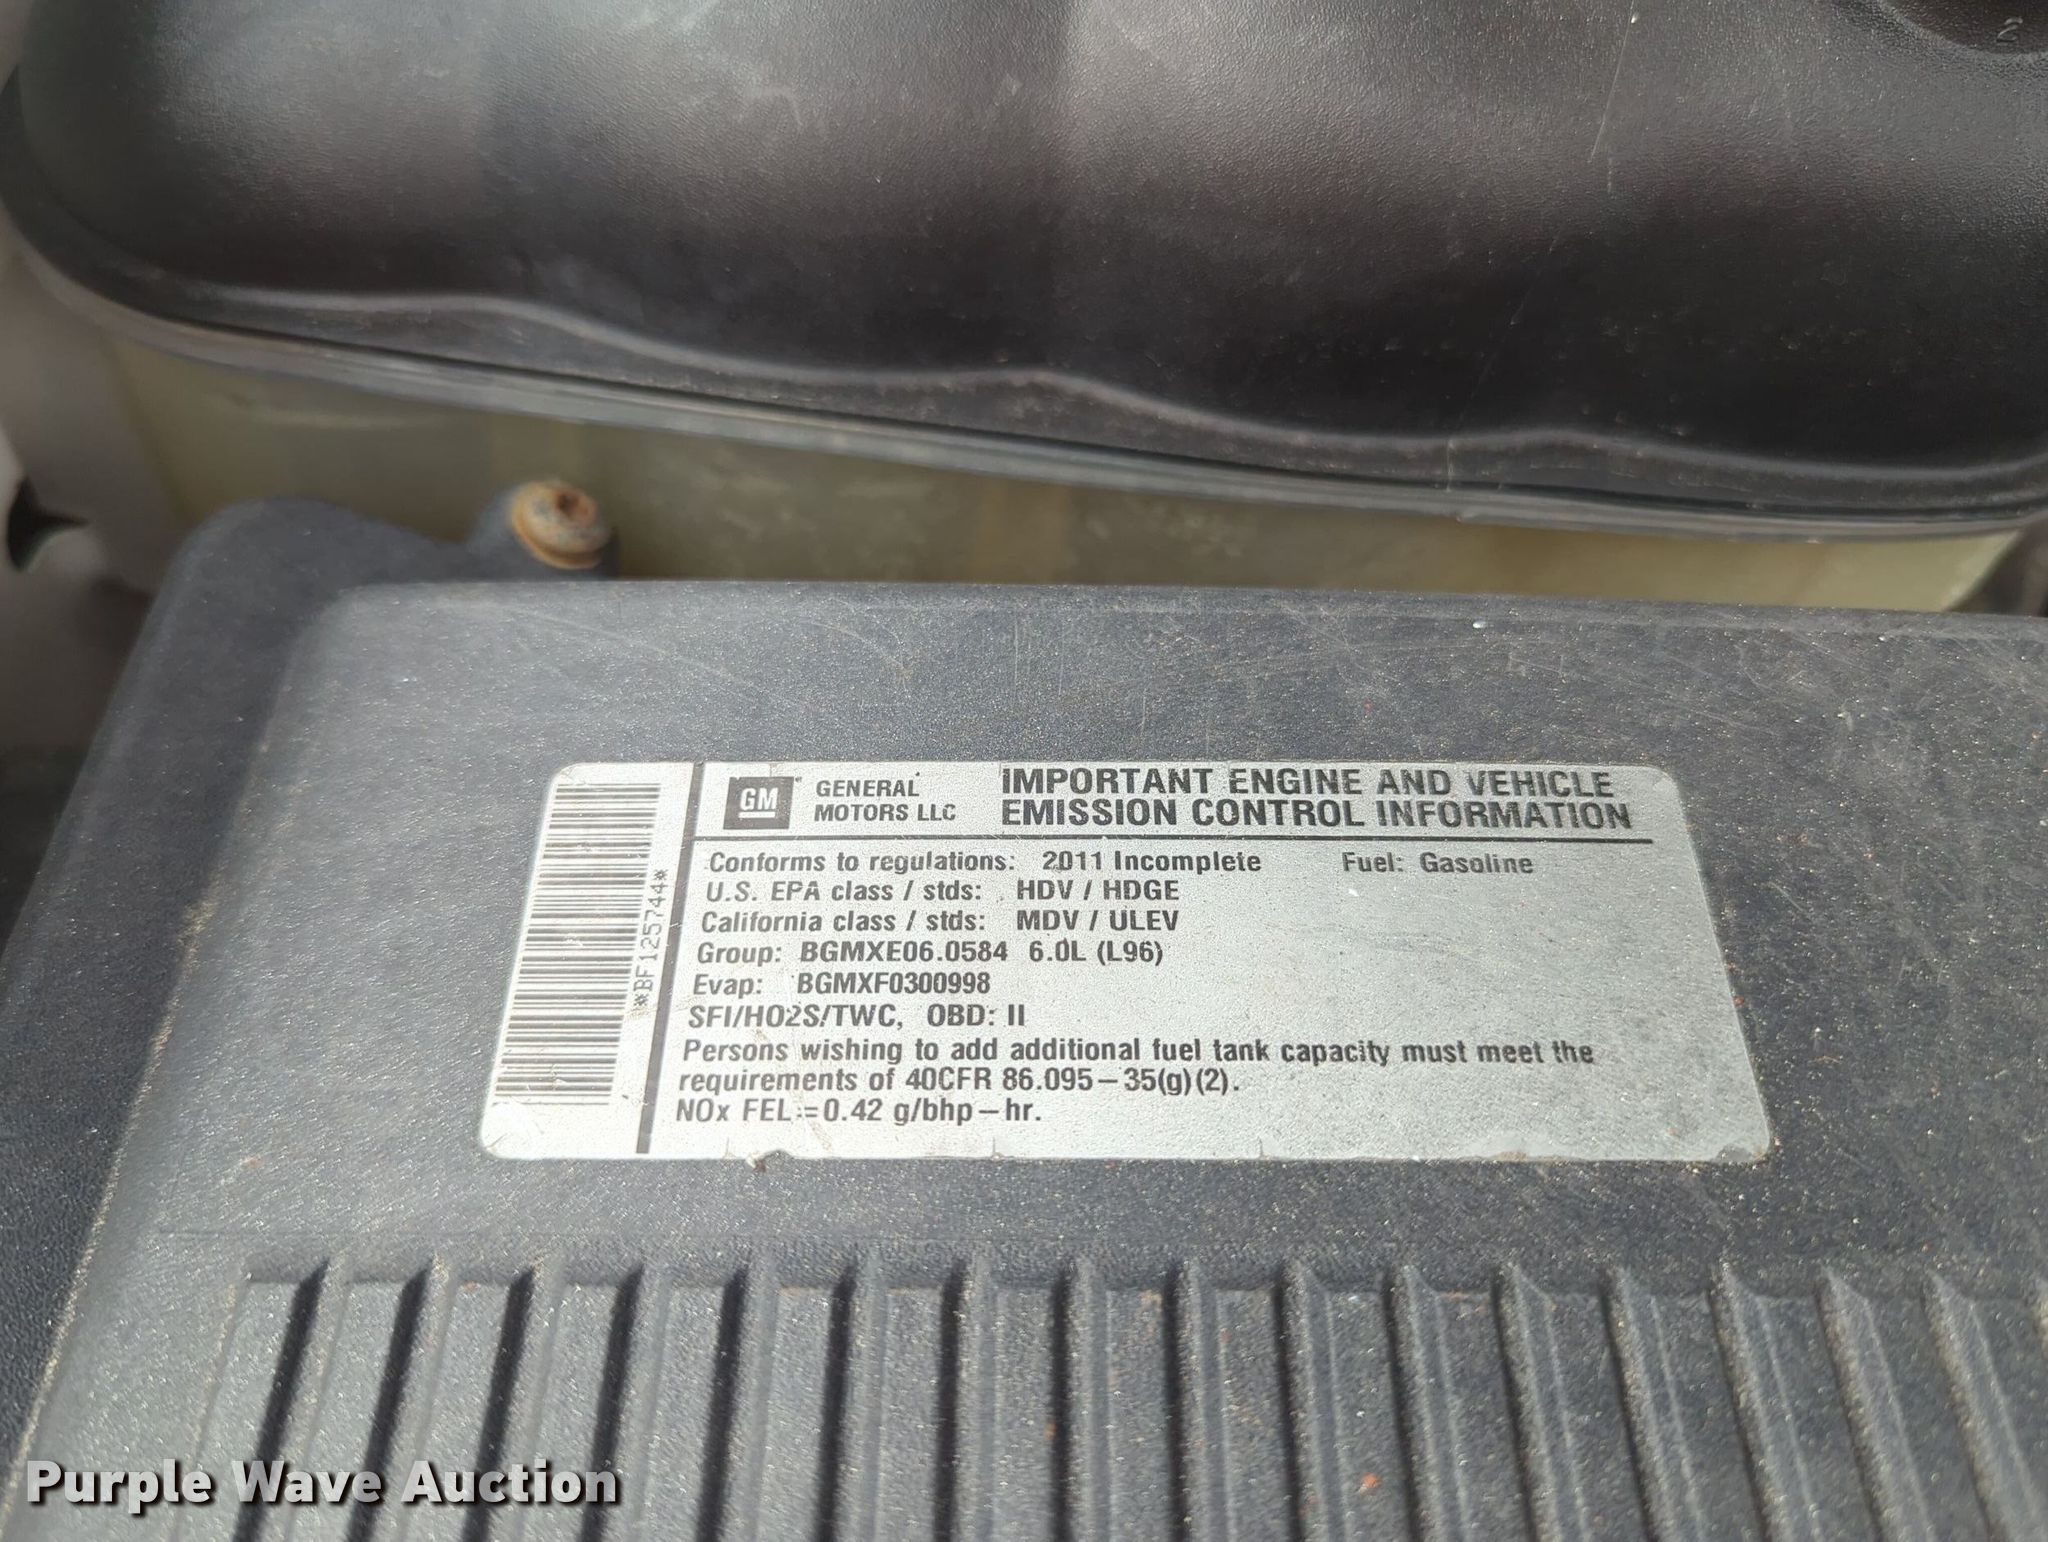 GM
GENERAL
MOTORS LLC
IMPORTANT ENGINE AND VEHICLE
EMISSION CONTROL INFORMATION
*BF125744*
Conforms to regulations: 2011 Incomplete Fuel: Gasoline
U.S. EPA class / stds: HDV / HDGE
California class / stds: MDV / ULEV
Group: BGMXE06.0584 6.0L (L96)
Evap: BGMXF0300998
SFI/HO2S/TWC, OBD: II
Persons wishing to add additional fuel tank capacity must meet the
requirements of 40CFR 86.095-35(g)(2).
NOx FEL:=0.42 g/bhp-hr.
Purple Wave Auction